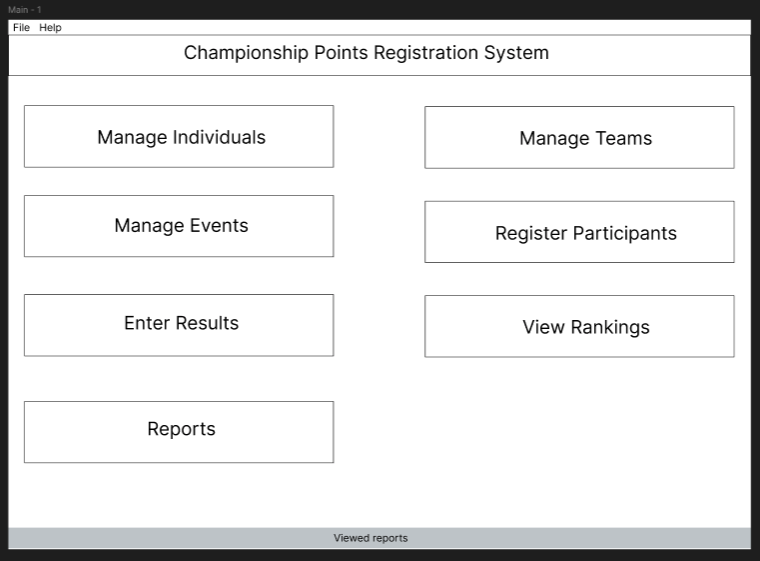 Main - 1
File Help
Championship Points Registration System
Manage Individuals
Manage Teams
Manage Events
Register Participants
Enter Results
View Rankings
Reports
Viewed reports